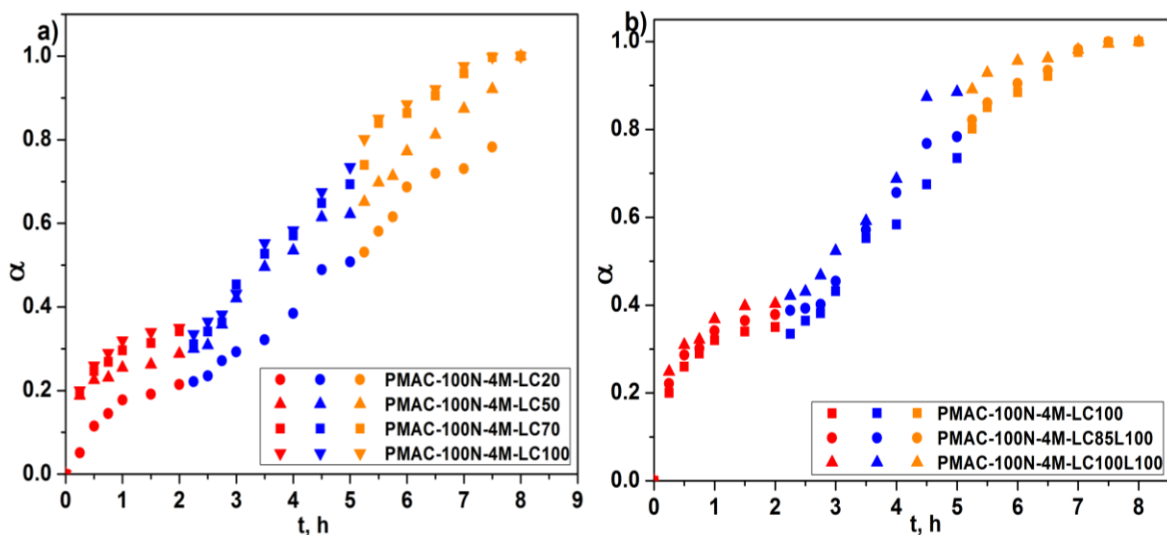 a)
1.0
0.8
0.6
0.4
0.2
0.0
α
0 1 2 3 4 5 6 7 8 9
t, h
PMAC-100N-4M-LC20
PMAC-100N-4M-LC50
PMAC-100N-4M-LC70
PMAC-100N-4M-LC100
b)
1.0
0.8
0.6
0.4
0.2
0.0
α
0 1 2 3 4 5 6 7 8
t, h
PMAC-100N-4M-LC100
PMAC-100N-4M-LC85L100
PMAC-100N-4M-LC100L100